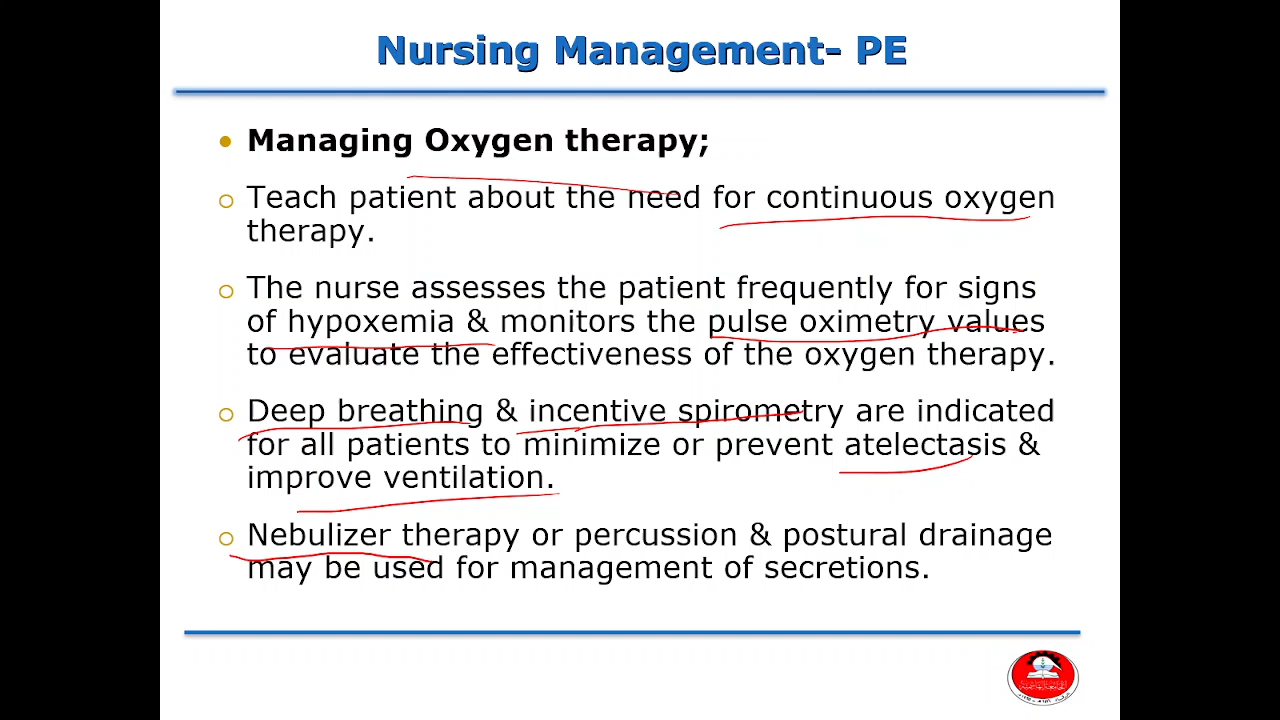 Nursing Management- PE
• Managing Oxygen therapy;
o Teach patient about the need for continuous oxygen
therapy.
o The nurse assesses the patient frequently for signs
of hypoxemia & monitors the pulse oximetry values
to evaluate the effectiveness of the oxygen therapy.
o Deep breathing & incentive spirometry are indicated
for all patients to minimize or prevent atelectasis &
improve ventilation.
o Nebulizer therapy or percussion & postural drainage
may be used for management of secretions.
الجامعة الهاشمية